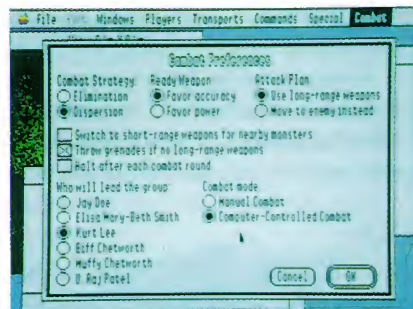 File Windows Players Transports Commands Special Combat
Combat Preferences
Combat Strategy: Ready Weapon: Attack Plan:
Elimination Favor accuracy Use long-range weapons
Dispersion Favor power Move to enemy instead
Switch to short-range weapons for nearby monsters
Throw grenades if no long-range weapons
Halt after each combat round
Who will lead the group Combat mode
Jay Doe Manual Combat
Elisa Mary-Beth Smith Computer-Controlled Combat
Kurt Lee
Biff Chetworth
Muffy Chetworth
U. Raj Patel
Cancel OK